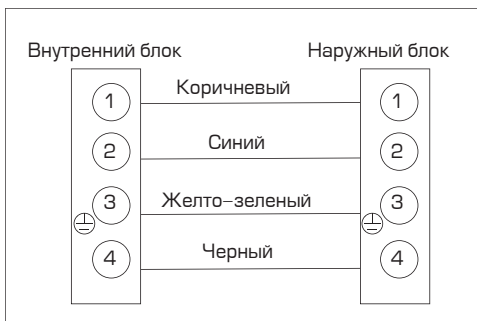 Внутренний блок Наружный блок
1 Коричневый 1
2 Синий 2
3 Желто-зеленый 3
4 Черный 4